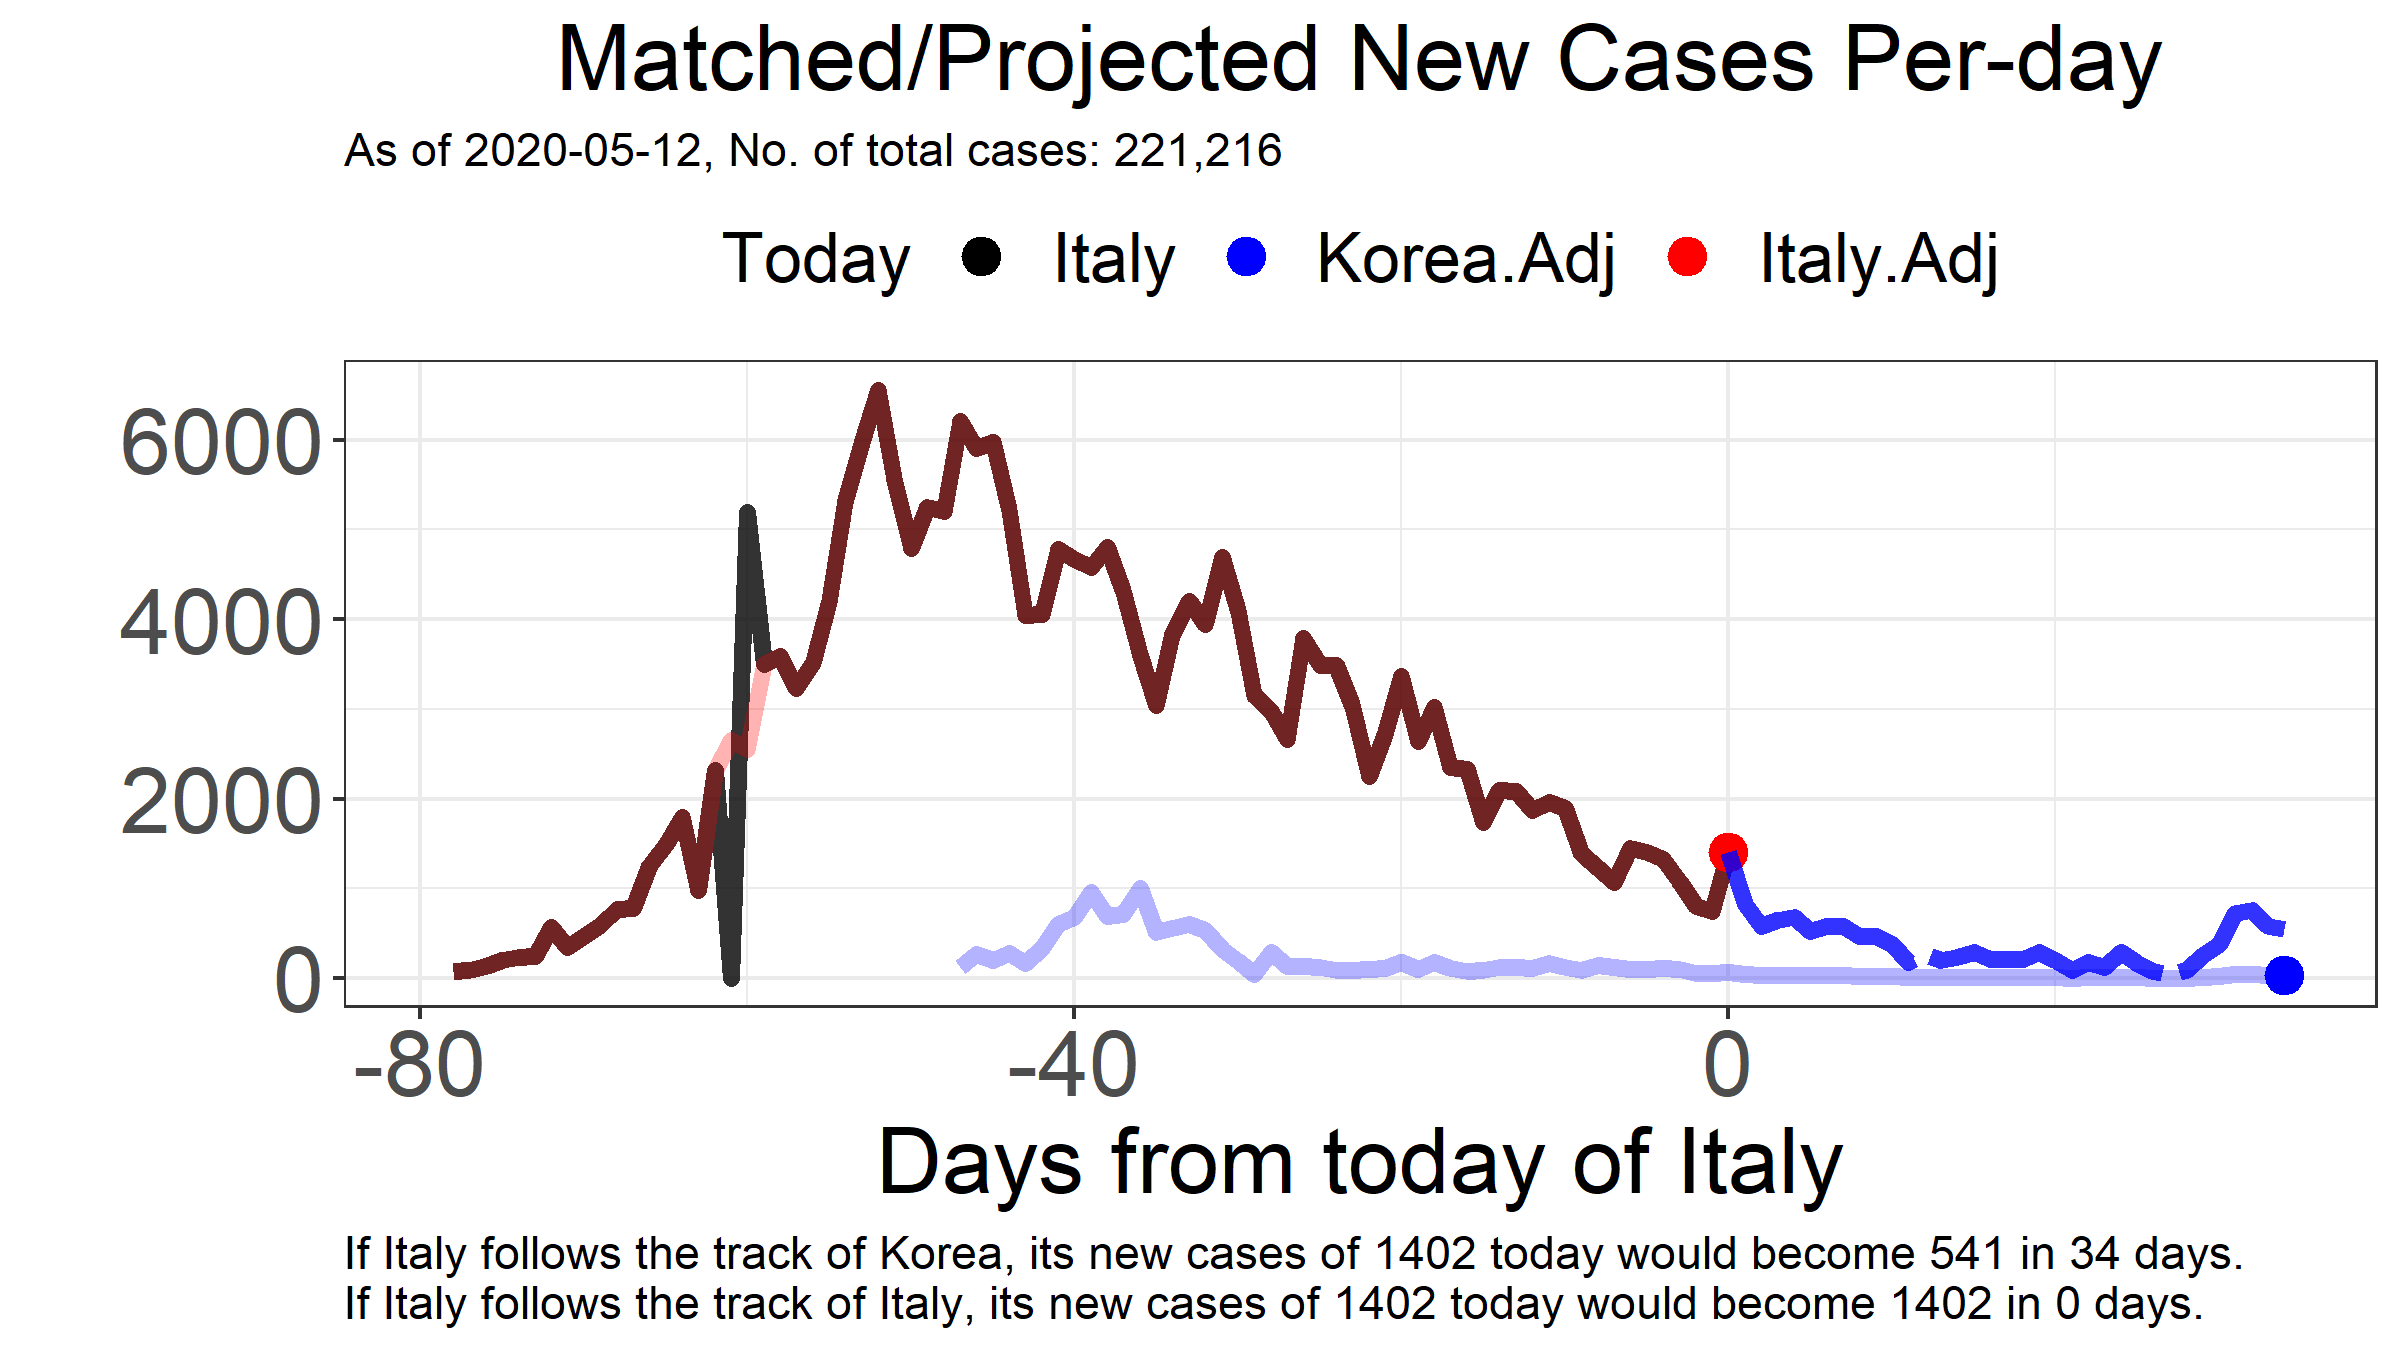 Matched/Projected New Cases Per-day
As of 2020-05-12, No. of total cases: 221,216
Today Italy Korea.Adj Italy.Adj
6000
4000
2000
0
-80 -40 0
Days from today of Italy
If Italy follows the track of Korea, its new cases of 1402 today would become 541 in 34 days.
If Italy follows the track of Italy, its new cases of 1402 today would become 1402 in 0 days.